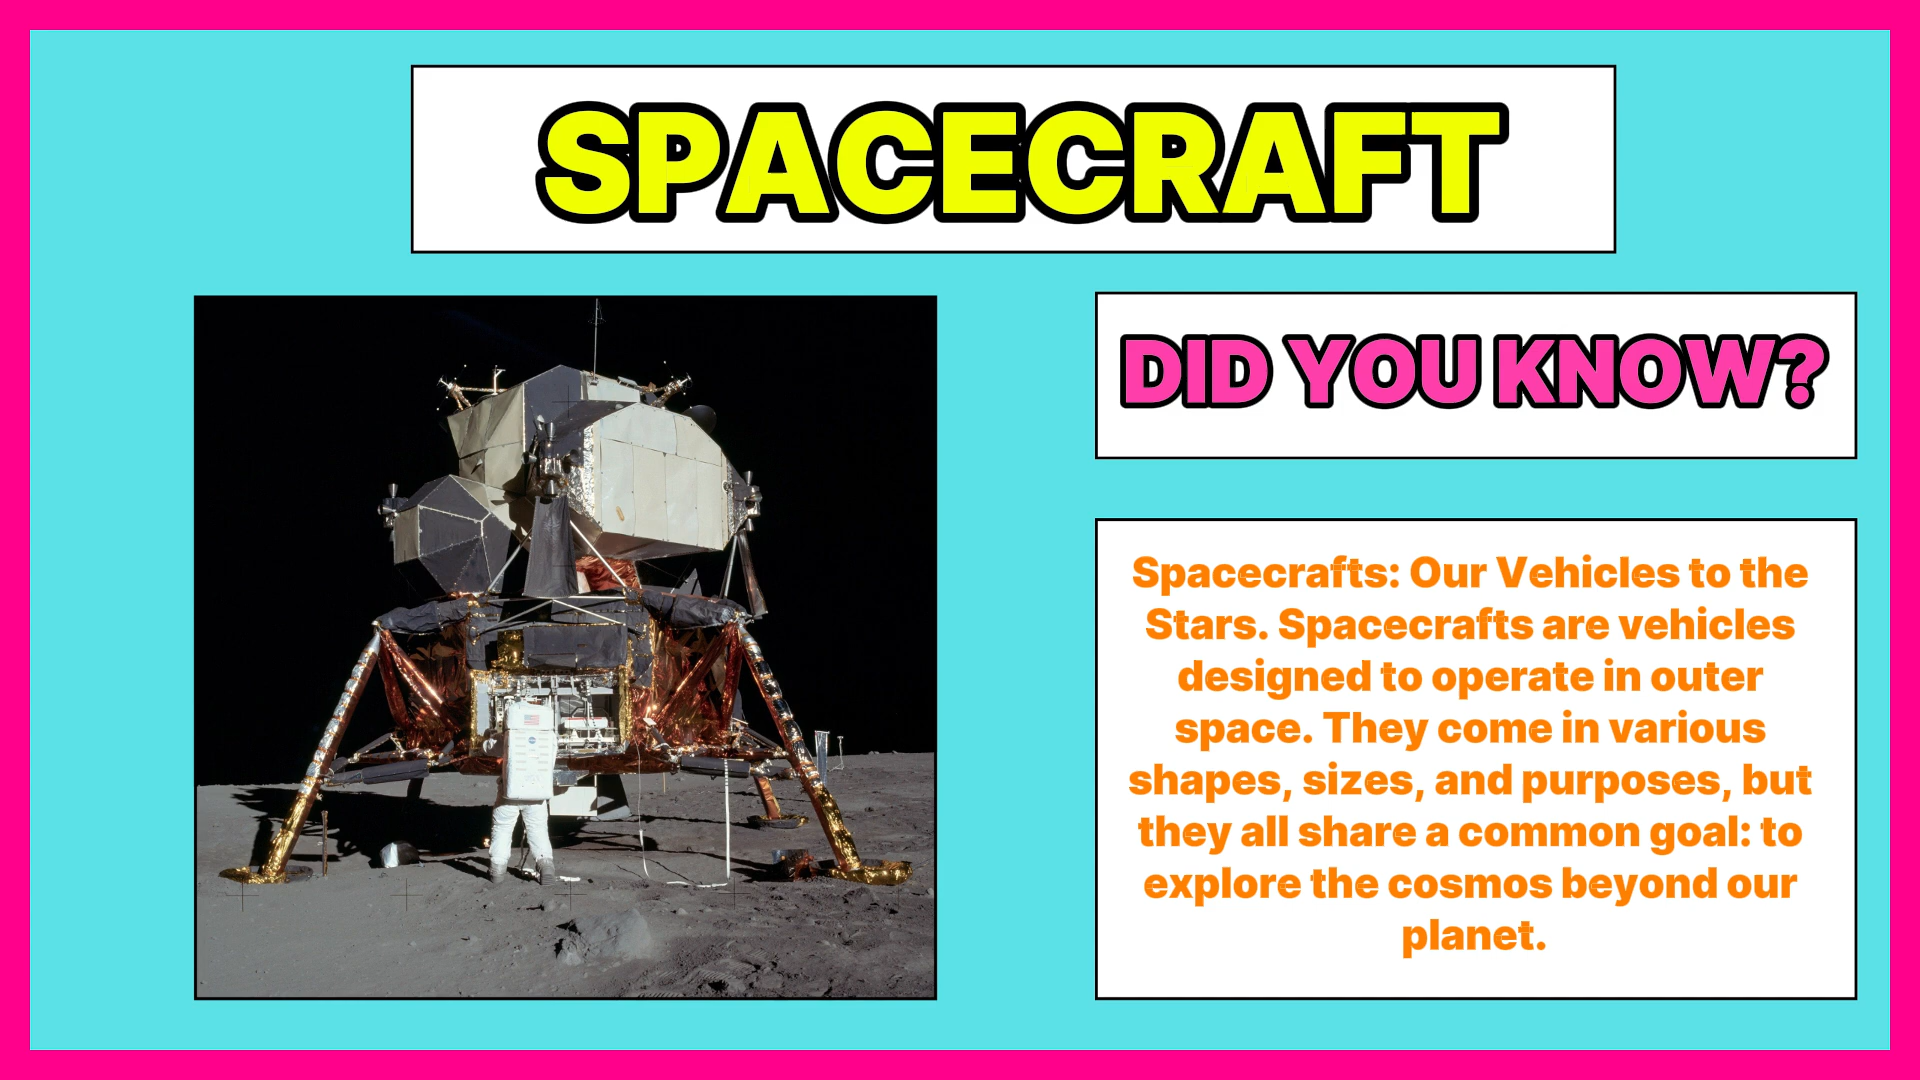 SPACECRAFT
DID YOU KNOW?
Spacecrafts: Our Vehicles to the
Stars. Spacecrafts are vehicles
designed to operate in outer
space. They come in various
shapes, sizes, and purposes, but
they all share a common goal: to
explore the cosmos beyond our
planet.